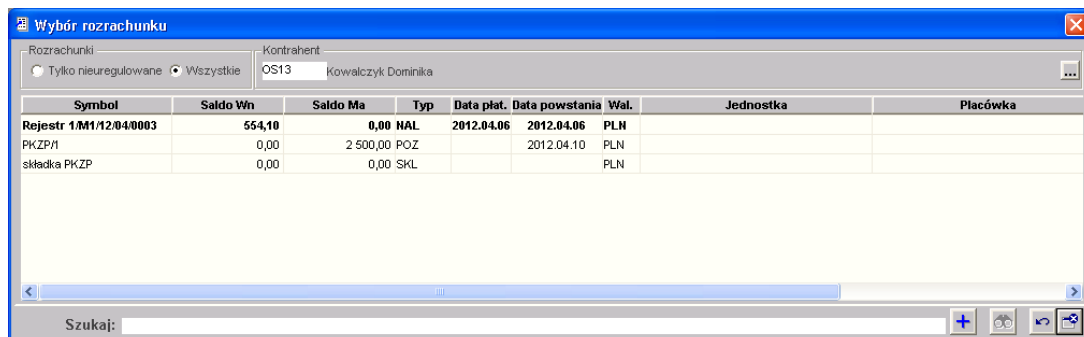 Wybór rozrachunku
Rozrachunki
Kontrahent
Tylko nieuregulowane Wszystkie OS13 Kowalczyk Dominika ...
Symbol Saldo Wn Saldo Ma Typ Data płat. Data powstania Wal. Jednostka Placówka
Rejestr 1/M1/12/04/0003 554,10 0,00 NAL 2012.04.06 2012.04.06 PLN
PKZP/1 0,00 2 500,00 POZ 2012.04.10 PLN
składka PKZP 0,00 0,00 SKL PLN
Szukaj: